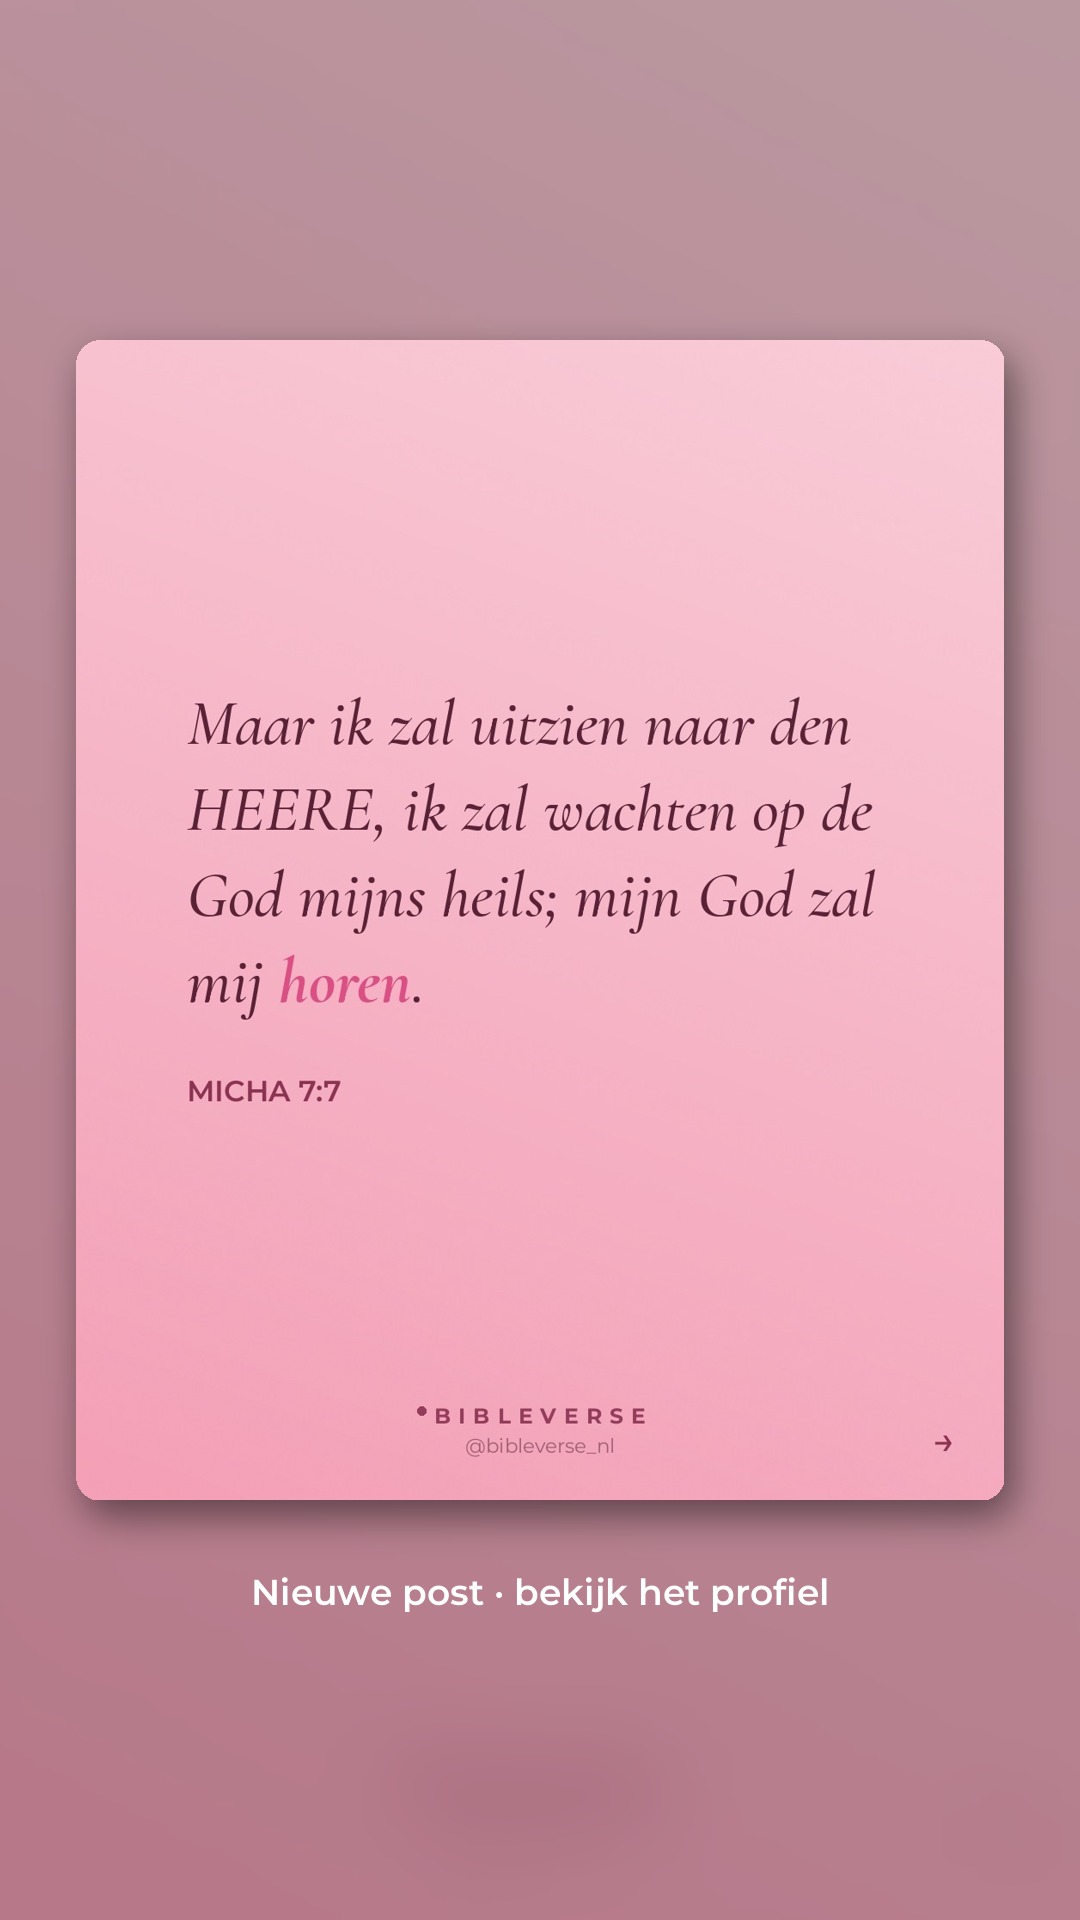 Maar ik zal uitzien naar den
HEERE, ik zal wachten op de
God mijns heils; mijn God zal
mij horen.
MICHA 7:7
BIBLEVERSE
@bibleverse_nl
→
Nieuwe post · bekijk het profiel